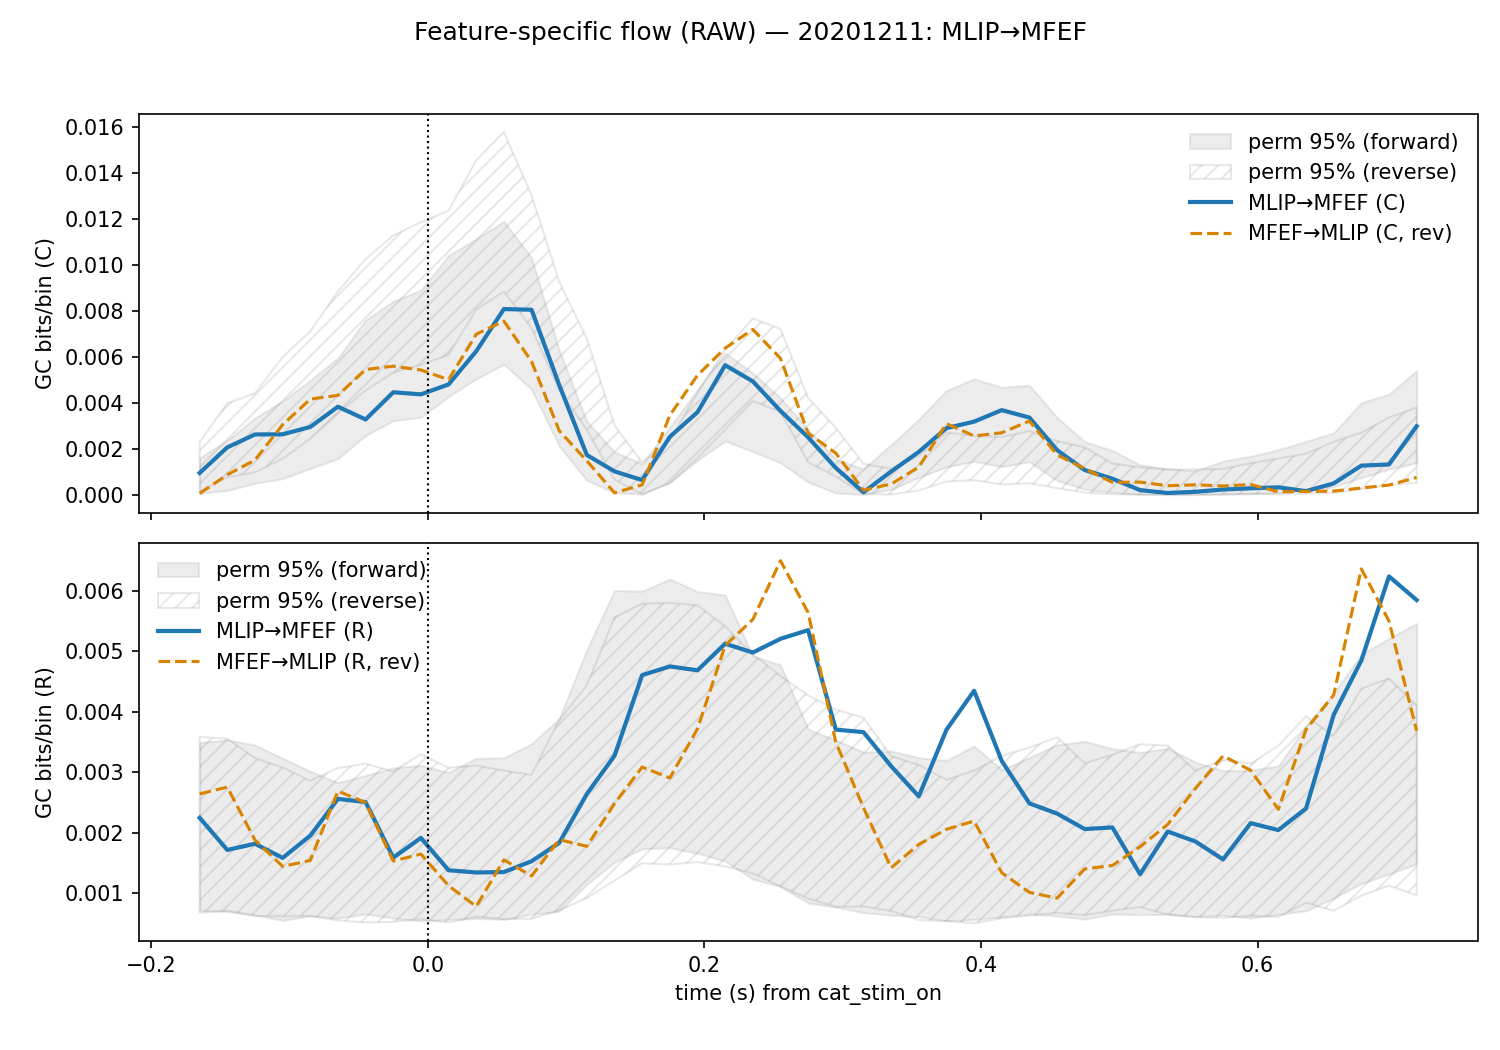 Feature-specific flow (RAW) — 20201211: MLIP→MFEF
GC bits/bin (C)
0.016
0.014
0.012
0.010
0.008
0.006
0.004
0.002
0.000
perm 95% (forward)
perm 95% (reverse)
MLIP→MFEF (C)
MFEF→MLIP (C, rev)
GC bits/bin (R)
0.006
0.005
0.004
0.003
0.002
0.001
perm 95% (forward)
perm 95% (reverse)
MLIP→MFEF (R)
MFEF→MLIP (R, rev)
−0.2 0.0 0.2 0.4 0.6
time (s) from cat_stim_on